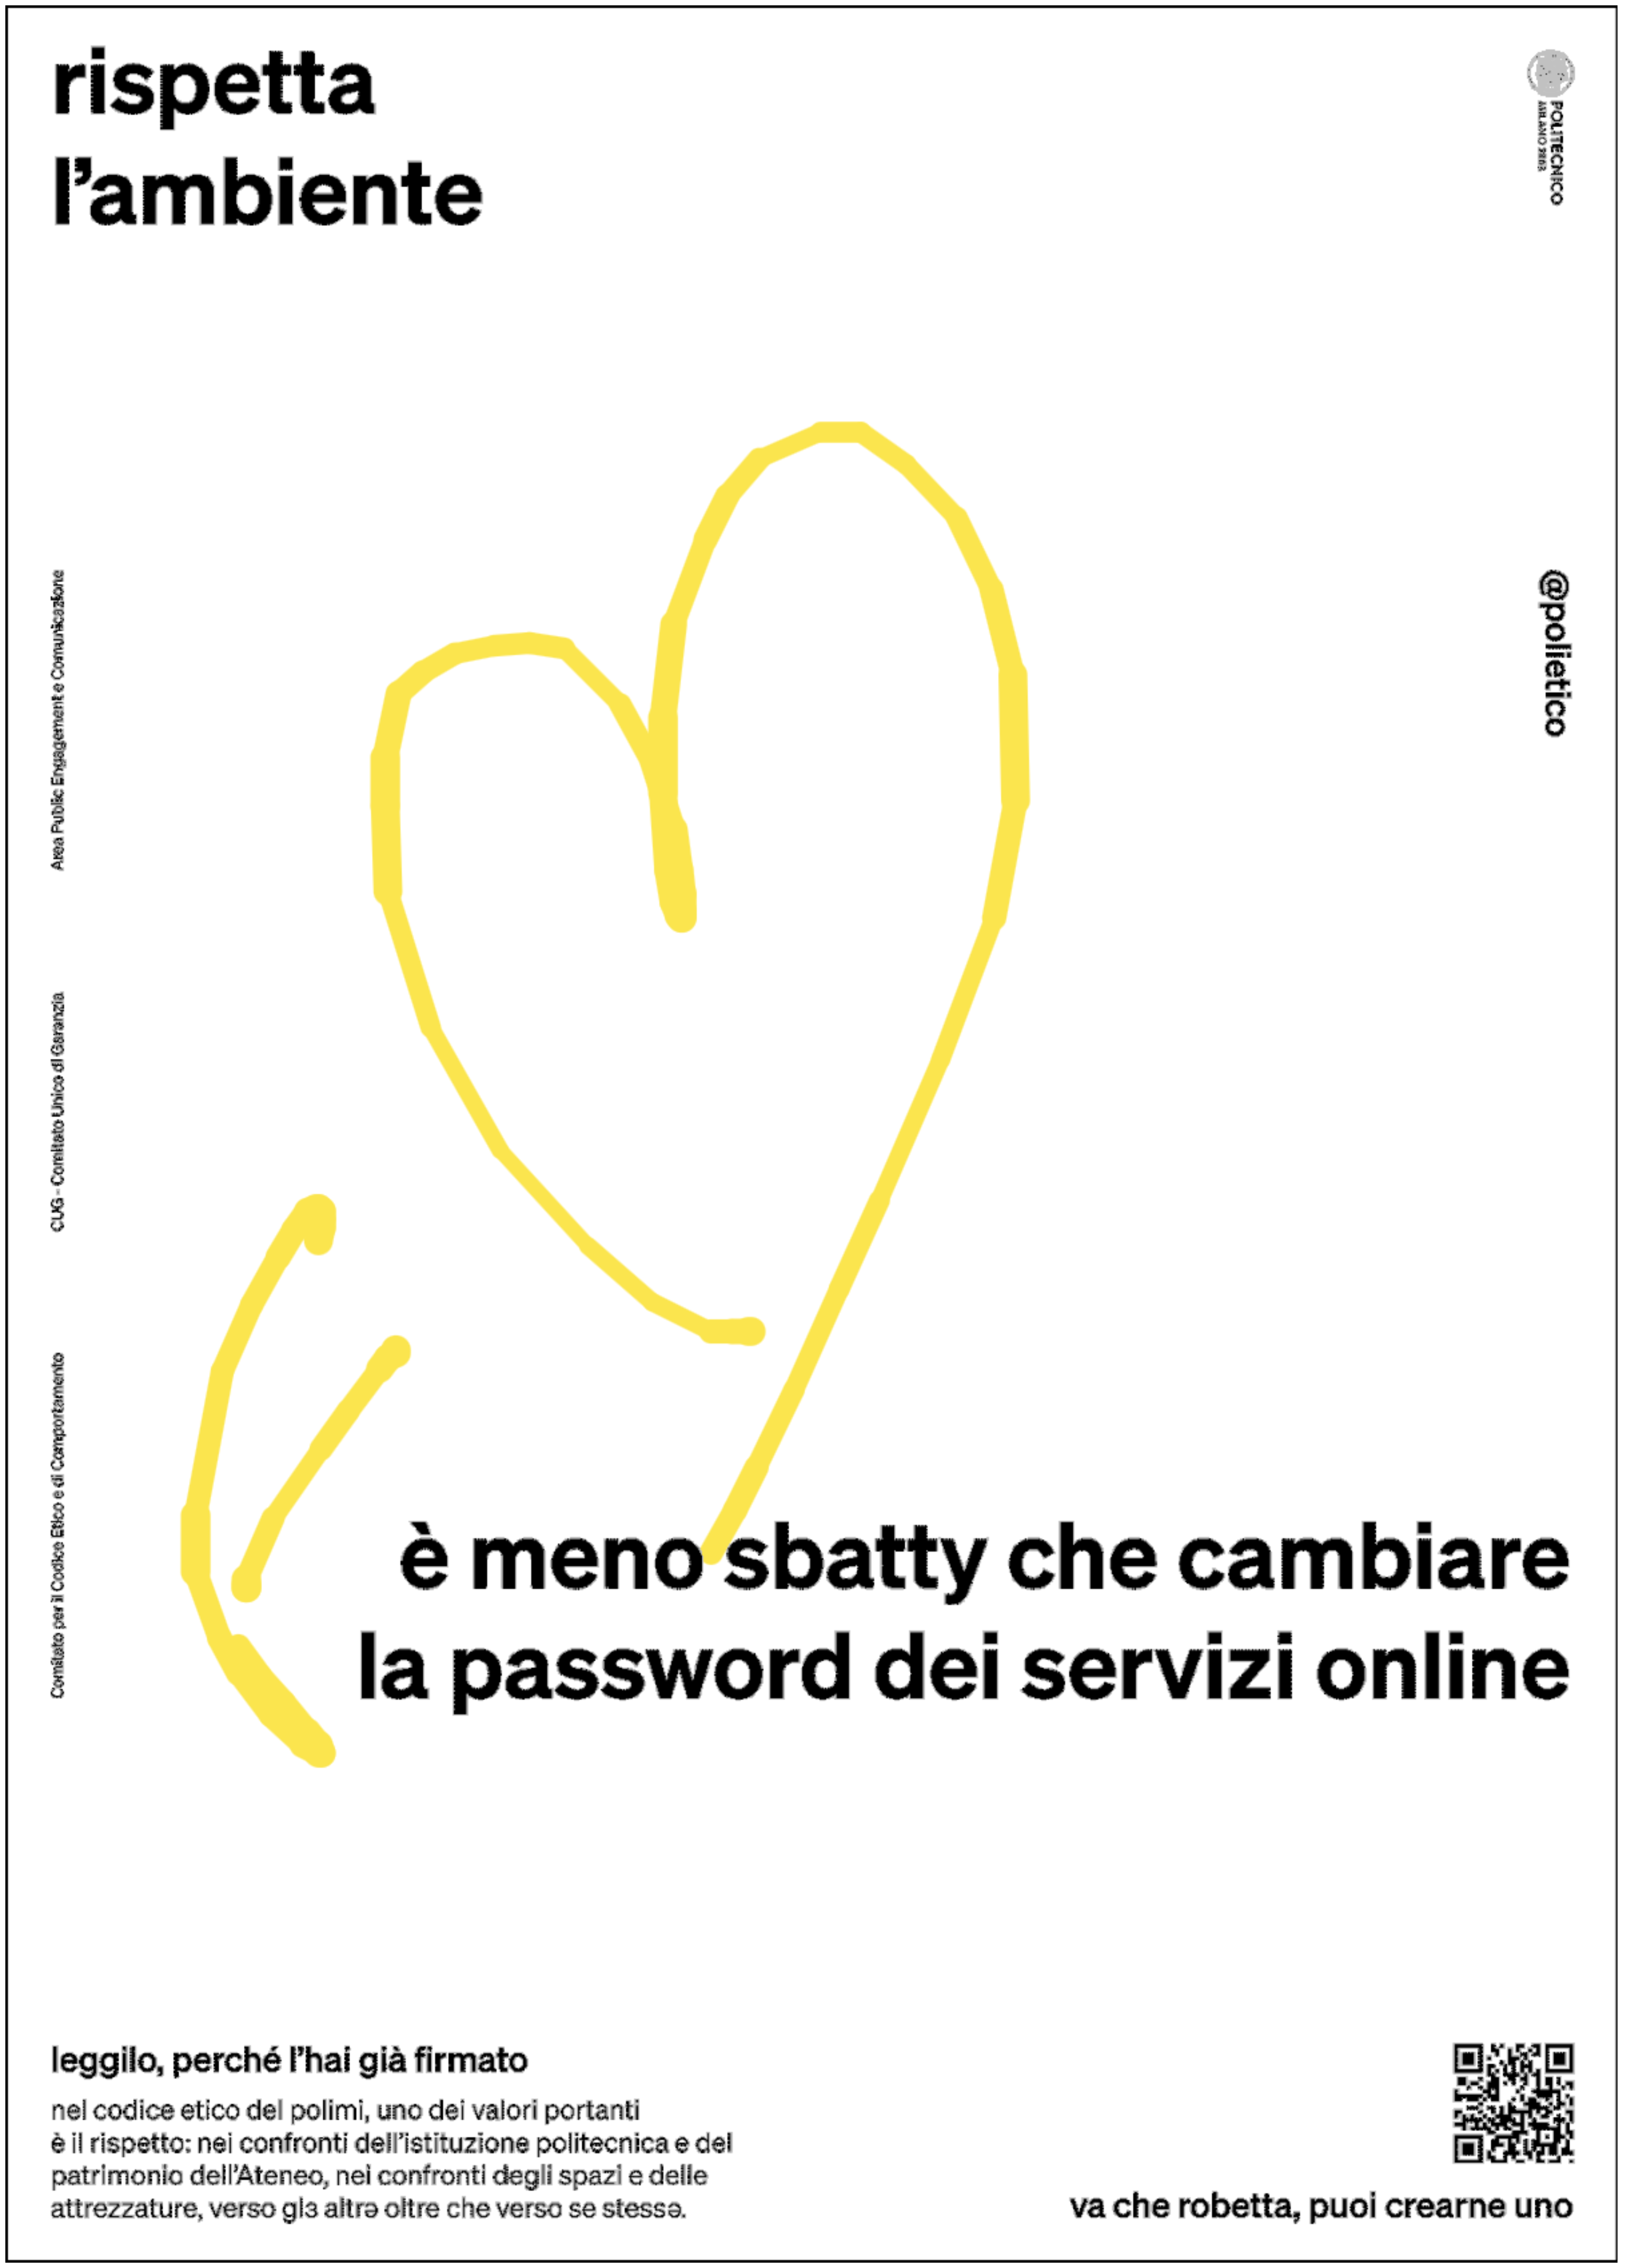 rispetta
l'ambiente
POLITECNICO
MILANO 1863
@polietico
Area Public Engagement e Comunicazione
CUG - Comitato Unico di Garanzia
Comitato per il Codice Etico e di Comportamento
è meno sbatty che cambiare
la password dei servizi online
leggilo, perché l'hai già firmato
nel codice etico del polimi, uno dei valori portanti
è il rispetto: nei confronti dell'istituzione politecnica e del
patrimonio dell'Ateneo, nei confronti degli spazi e delle
attrezzature, verso glɜ altrə oltre che verso se stessə.
va che robetta, puoi crearne uno